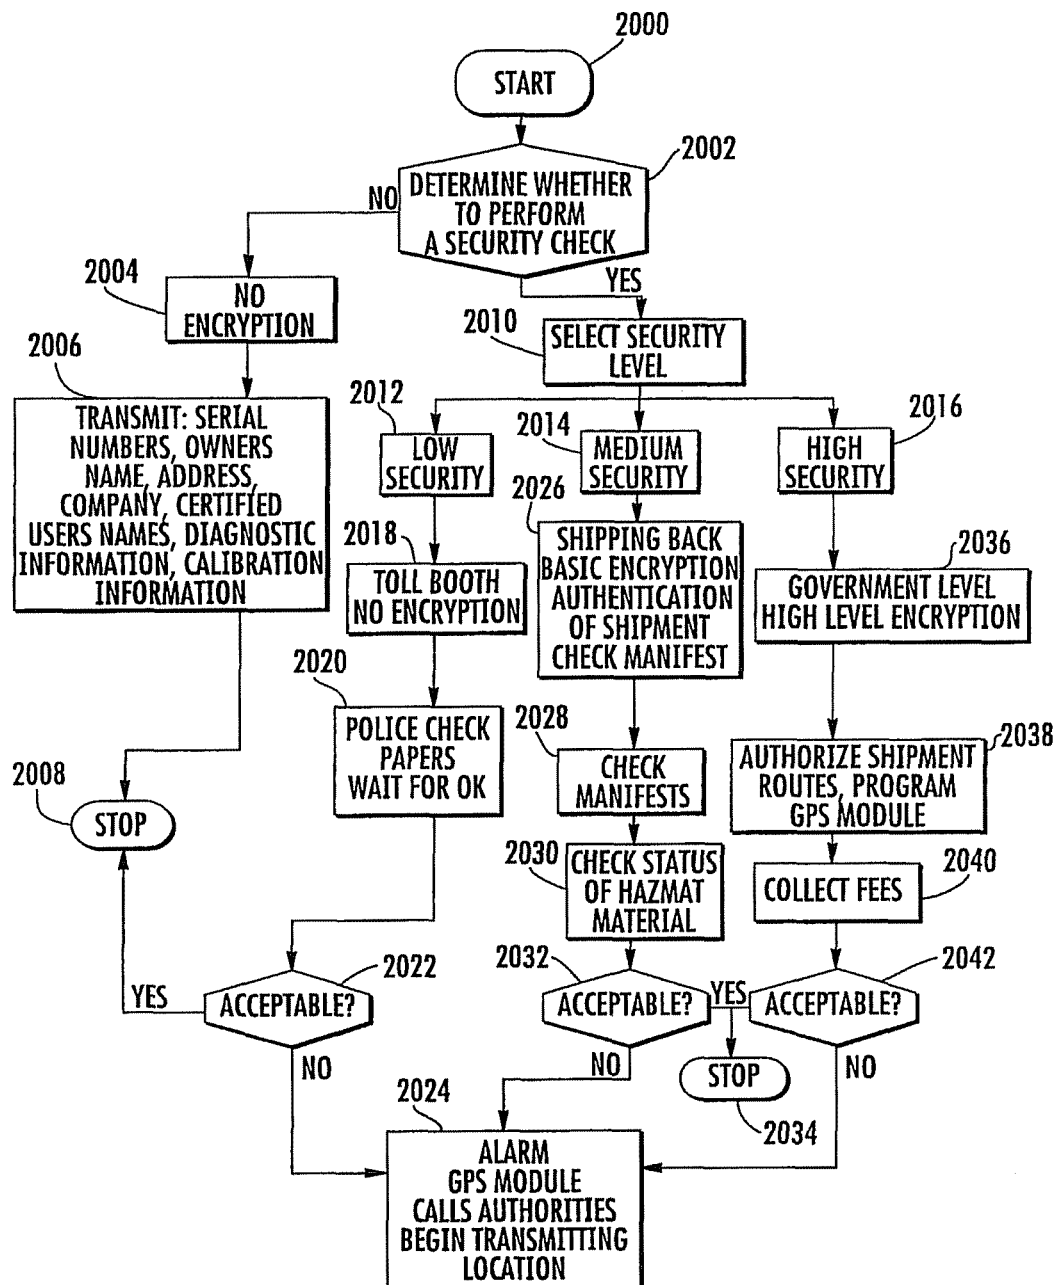 2000
START
2002
DETERMINE WHETHER
TO PERFORM
A SECURITY CHECK
NO
YES
2004
NO
ENCRYPTION
2010
SELECT SECURITY
LEVEL
2006
TRANSMIT: SERIAL
NUMBERS, OWNERS
NAME, ADDRESS,
COMPANY, CERTIFIED
USERS NAMES, DIAGNOSTIC
INFORMATION, CALIBRATION
INFORMATION
2008
STOP
2012
LOW
SECURITY
2014
MEDIUM
SECURITY
2016
HIGH
SECURITY
2018
TOLL BOOTH
NO ENCRYPTION
2020
POLICE CHECK
PAPERS
WAIT FOR OK
2022
ACCEPTABLE?
YES
NO
2026
SHIPPING BACK
BASIC ENCRYPTION
AUTHENTICATION
OF SHIPMENT
CHECK MANIFEST
2028
CHECK
MANIFESTS
2030
CHECK STATUS
OF HAZMAT
MATERIAL
2032
ACCEPTABLE?
YES
NO
2036
GOVERNMENT LEVEL
HIGH LEVEL ENCRYPTION
2038
AUTHORIZE SHIPMENT
ROUTES, PROGRAM
GPS MODULE
2040
COLLECT FEES
2042
ACCEPTABLE?
NO
STOP
2034
2024
ALARM
GPS MODULE
CALLS AUTHORITIES
BEGIN TRANSMITTING
LOCATION